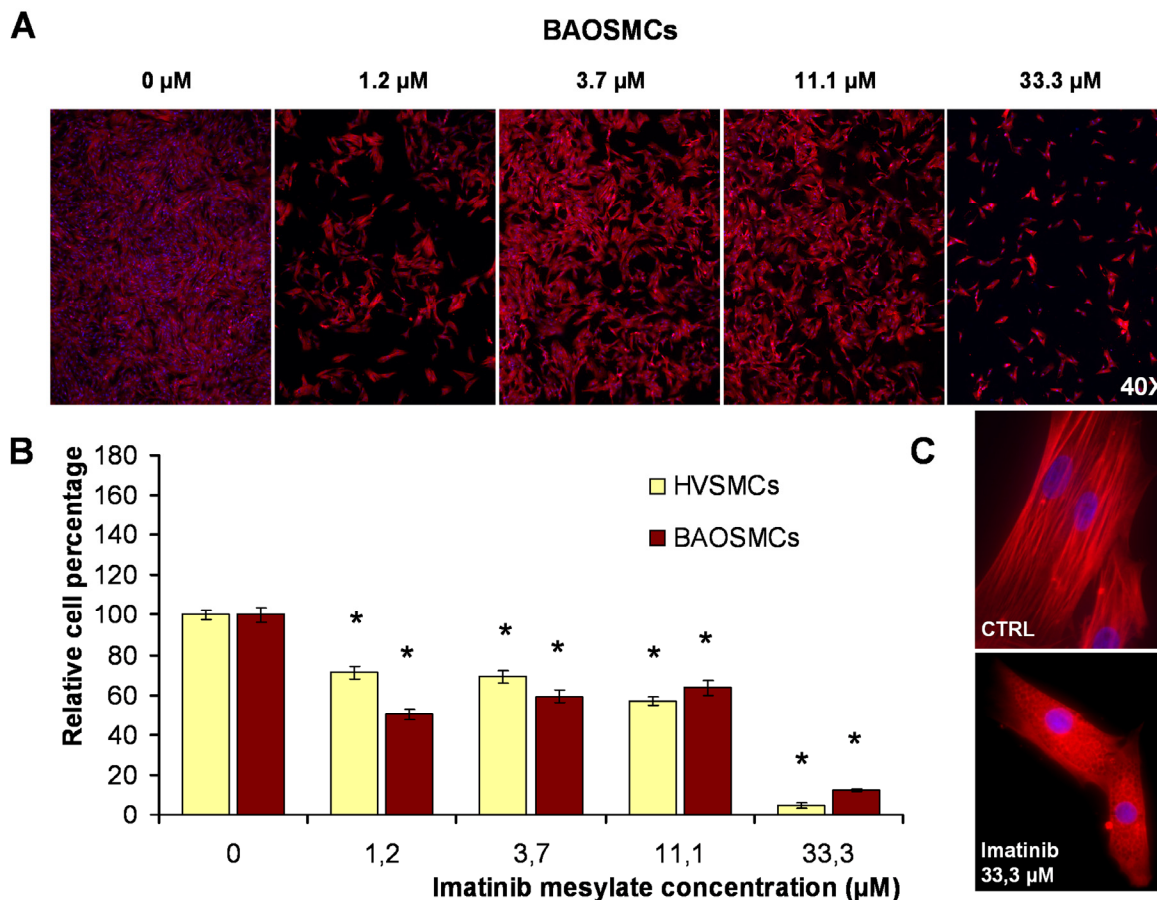 A
BAOSMCs
0 µM 1.2 µM 3.7 µM 11.1 µM 33.3 µM
40X
B
Relative cell percentage
180
160
140
120
100
80
60
40
20
0
HVSMCs
BAOSMCs
* * * * * * * *
0 1,2 3,7 11,1 33,3
Imatinib mesylate concentration (µM)
C
CTRL
Imatinib
33,3 µM